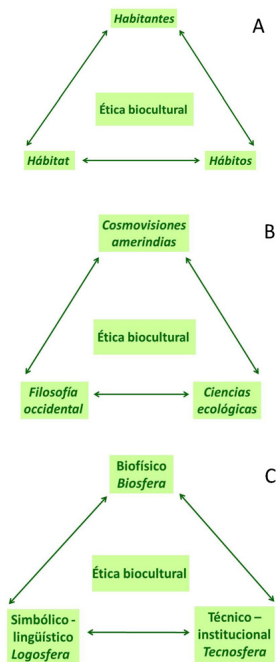 Habitantes
A
Ética biocultural
Hábitat
Hábitos
Cosmovisiones
amerindias
B
Ética biocultural
Filosofía
occidental
Ciencias
ecológicas
Biofísico
Biosfera
C
Ética biocultural
Simbólico -
lingüístico
Logosfera
Técnico –
institucional
Tecnosfera